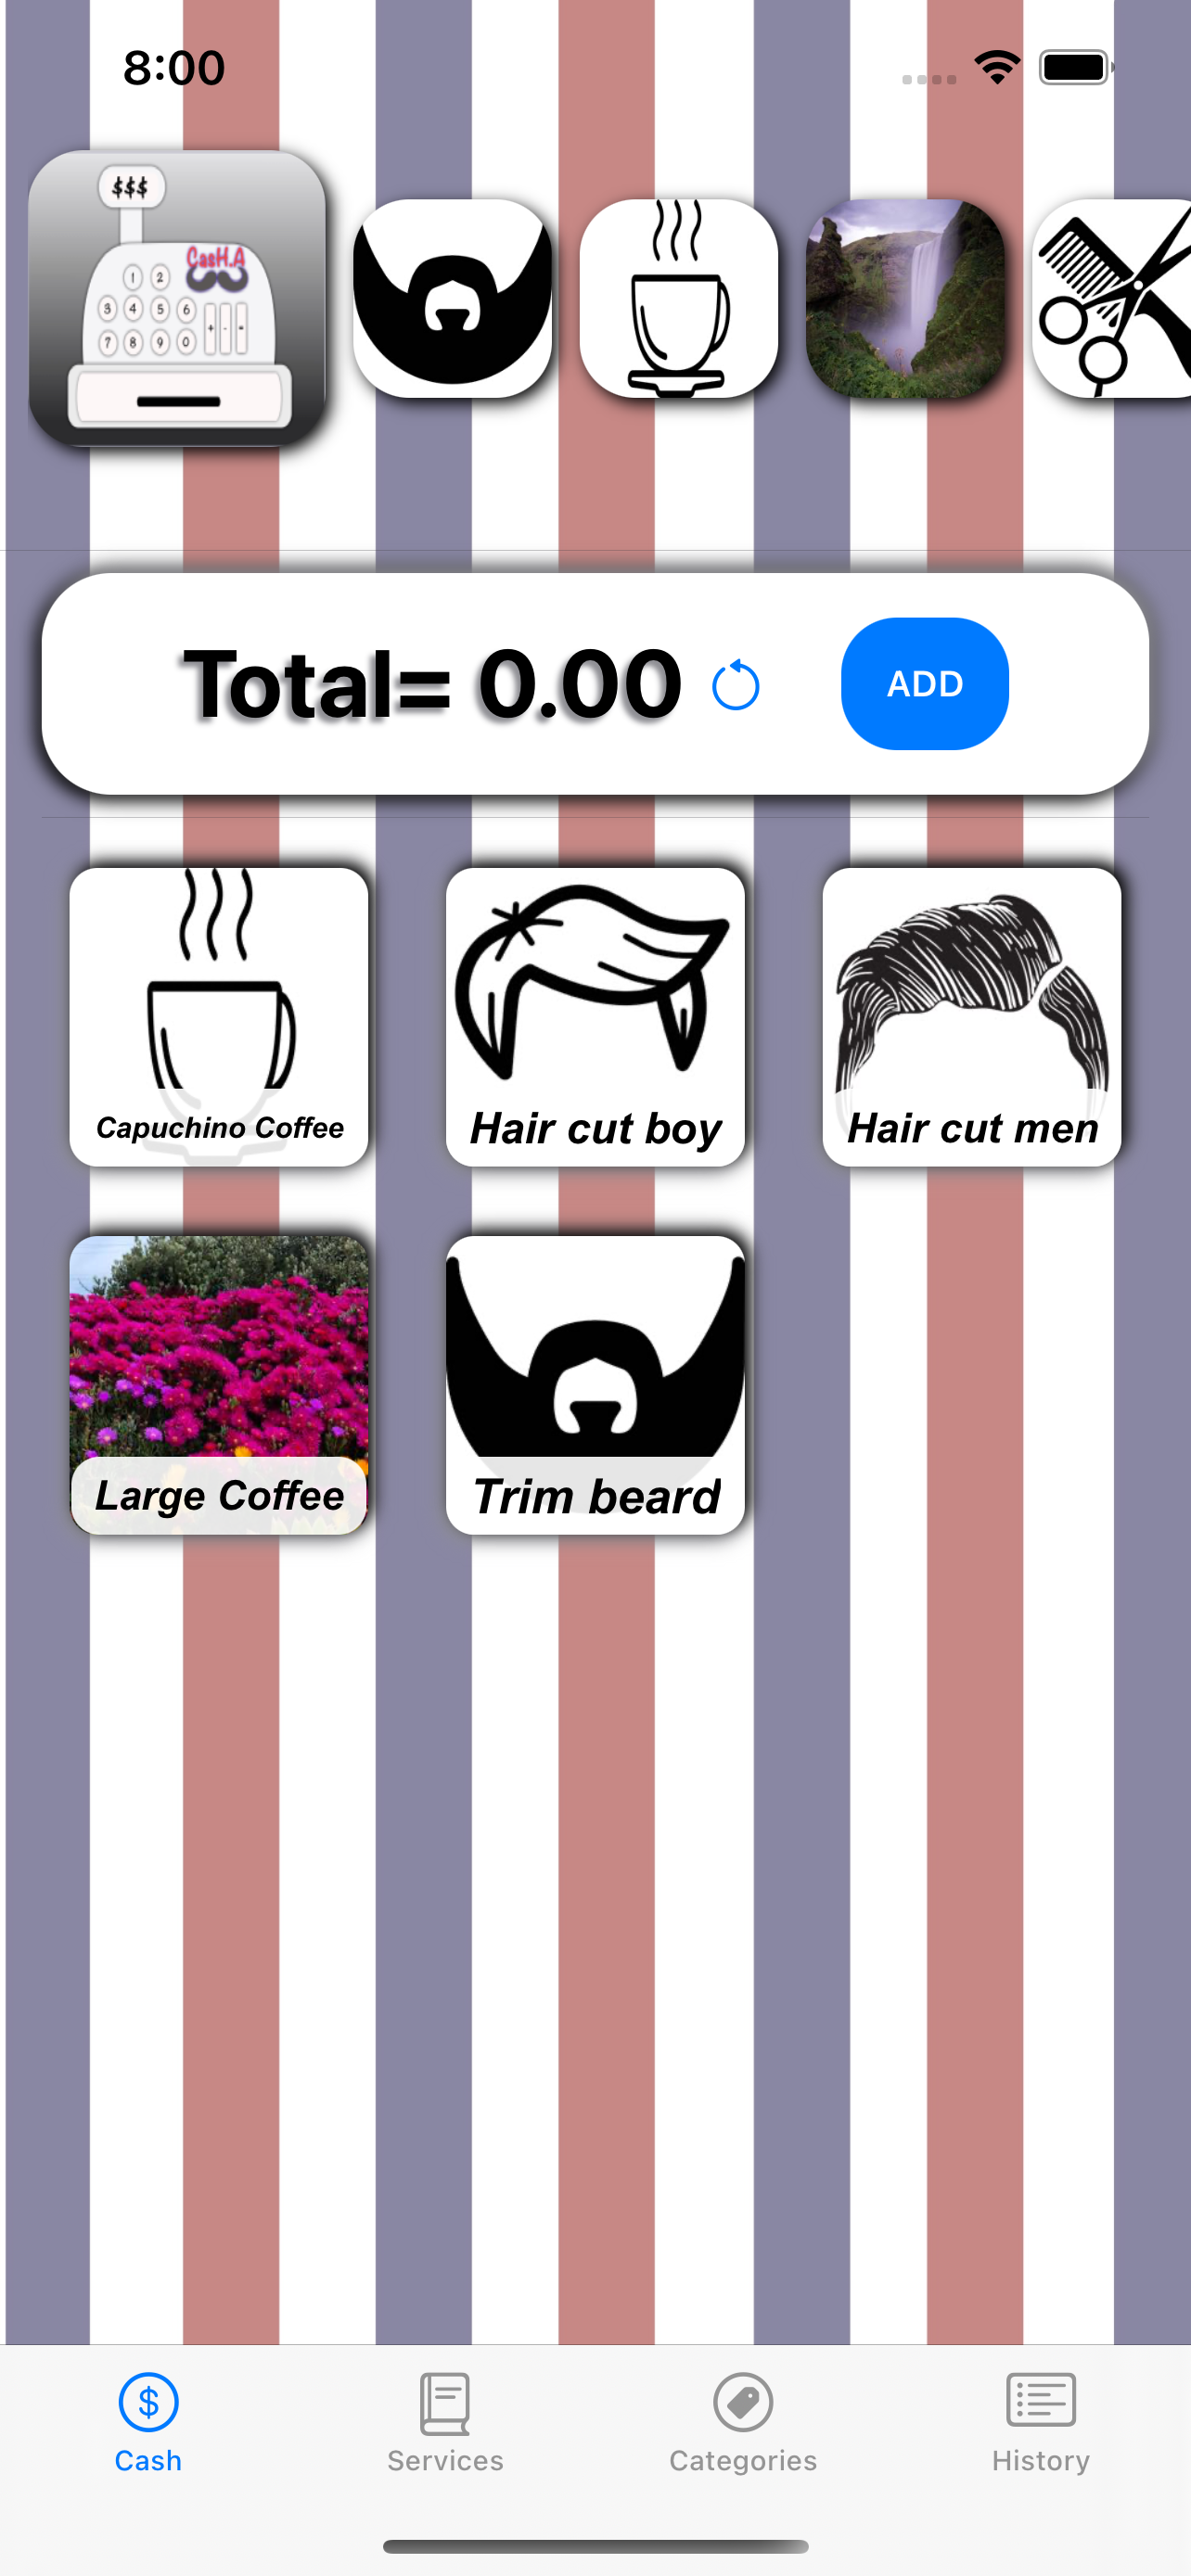 8:00
$$$
CasH.A
1 2
3 4 5 6
7 8 9 0
+ - =
Total= 0.00
ADD
Capuchino Coffee
Hair cut boy
Hair cut men
Large Coffee
Trim beard
$
Cash
Services
Categories
History